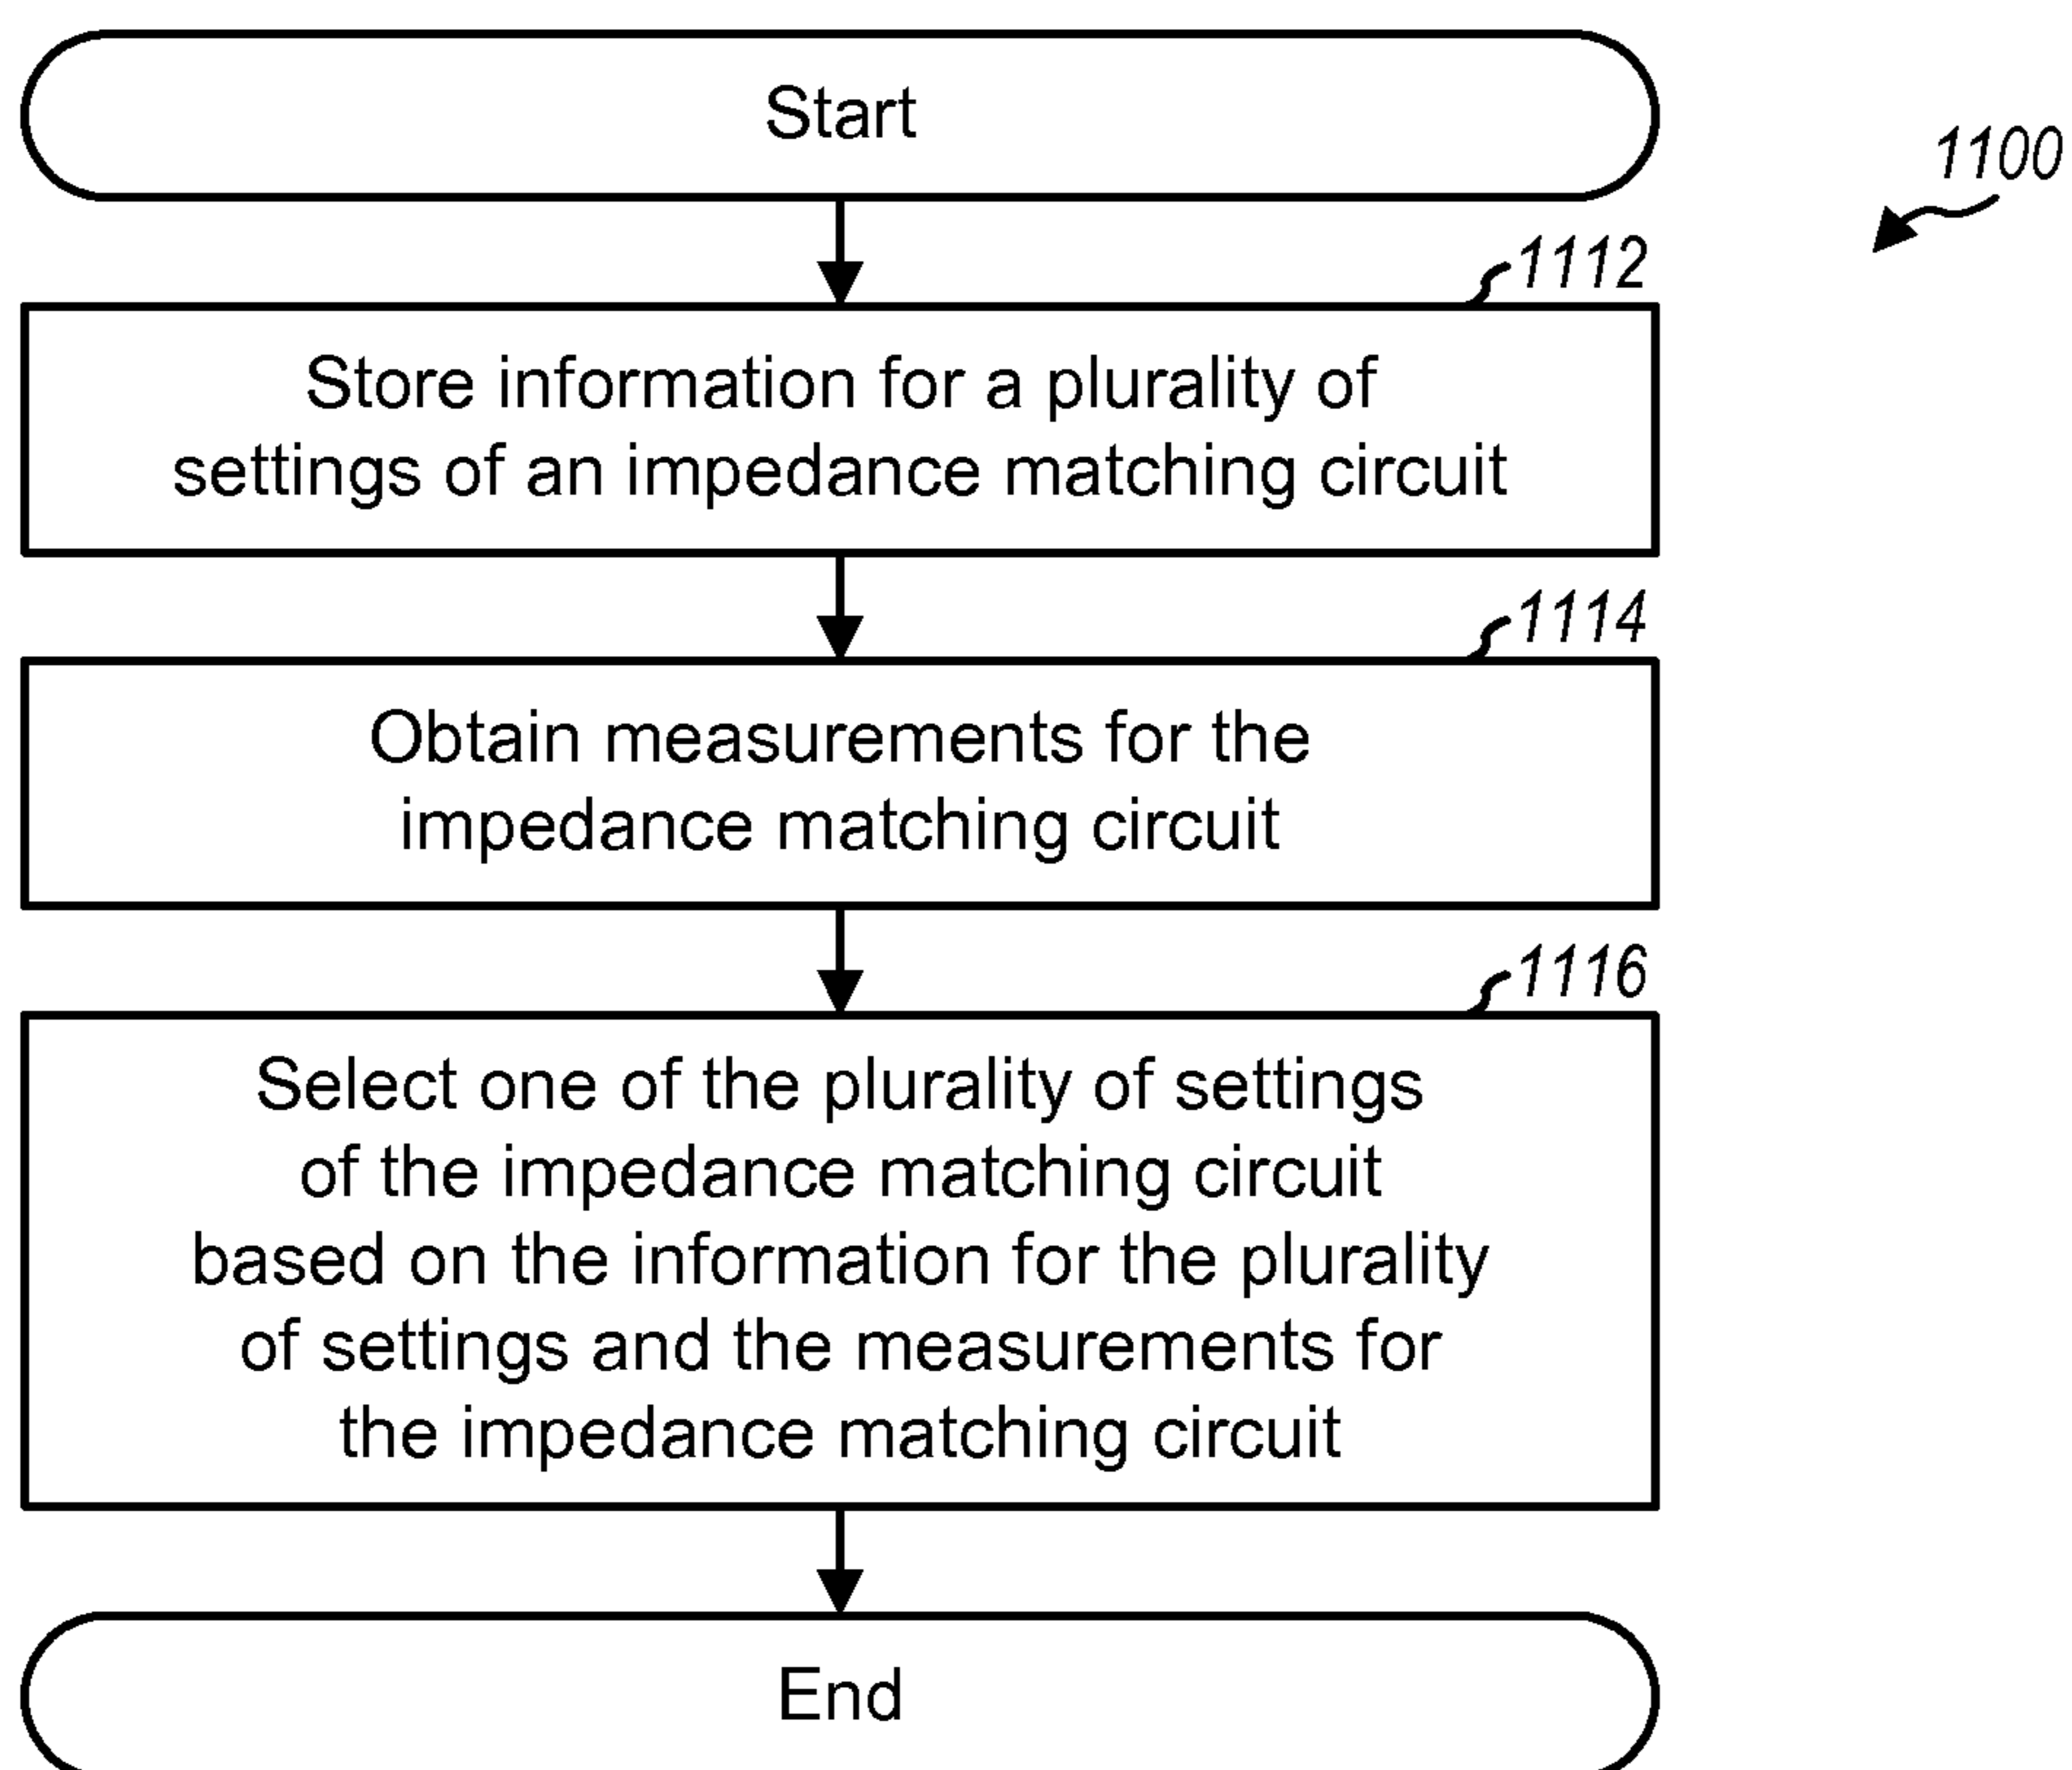 Start
1100
1112
Store information for a plurality of
settings of an impedance matching circuit
1114
Obtain measurements for the
impedance matching circuit
1116
Select one of the plurality of settings
of the impedance matching circuit
based on the information for the plurality
of settings and the measurements for
the impedance matching circuit
End